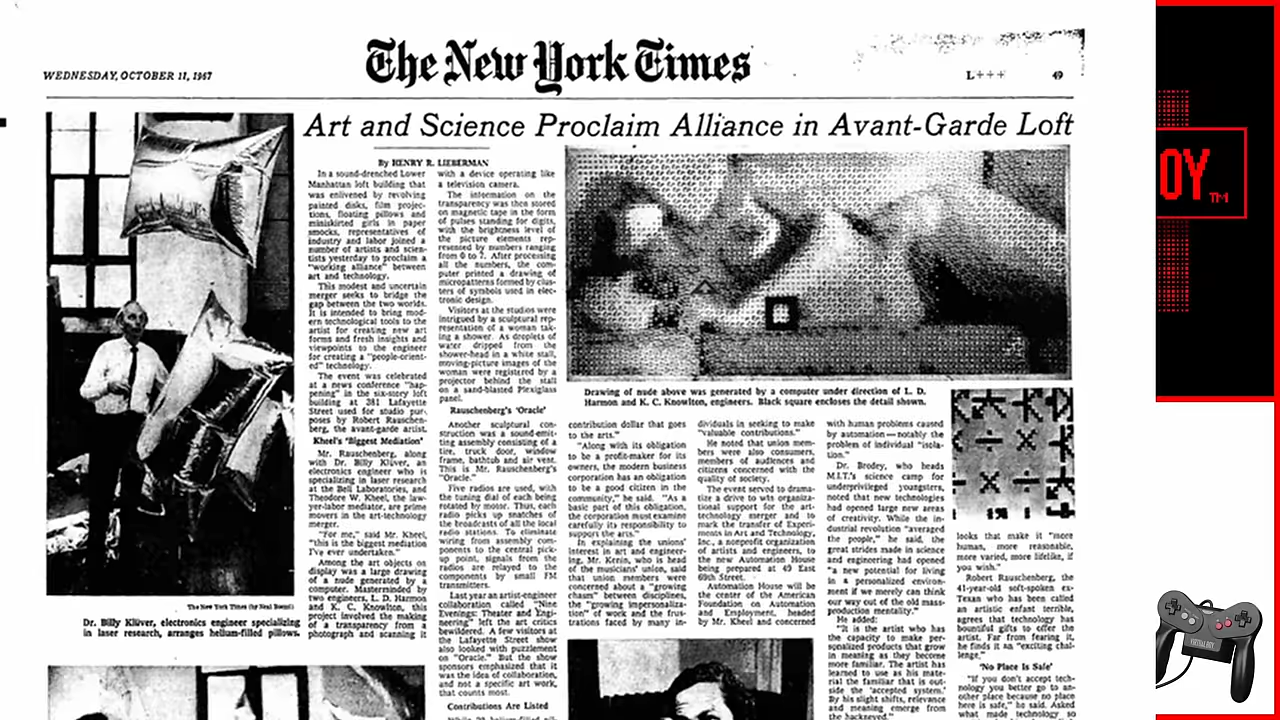 WEDNESDAY, OCTOBER 11, 1967
The New York Times
L+++
49
Art and Science Proclaim Alliance in Avant-Garde Loft
By HENRY R. LIEBERMAN
In a sound-drenched Lower
Manhattan loft building that
was enlivened by revolving
painted disks, film projec-
tions, floating pillows and
miniskirted girls in paper
smocks, representatives of
industry and labor joined a
number of artists and scien-
tists yesterday to proclaim a
"working alliance" between
art and technology.
This modest and uncertain
merger seeks to bridge the
gap between the two worlds.
It is intended to bring mod-
ern technological tools to the
artist for creating new art
forms and fresh insights and
viewpoints to the engineer
for creating a "people-orient-
ed" technology.
The event was celebrated
at a news conference "hap-
pening" in the six-story loft
building at 381 Lafayette
Street used for studio pur-
poses by Robert Rauschen-
berg, the avant-garde artist.
Kheel's 'Biggest Mediation'
Mr. Rauschenberg, along
with Dr. Billy Klüver, an
electronics engineer who is
specializing in laser research
at the Bell Laboratories, and
Theodore W. Kheel, the law-
yer-labor mediator, are prime
movers in the art-technology
merger.
"For me," said Mr. Kheel,
"this is the biggest mediation
I've ever undertaken."
Among the art objects on
display was a large drawing
of a nude generated by a
computer. Masterminded by
two engineers, L. D. Harmon
and K. C. Knowlton, this
project involved the making
of a transparency from a
photograph and scanning it
with a device operating like
a television camera.
The information on the
transparency was then stored
on magnetic tape in the form
of pulses standing for digits,
with the brightness level of
the picture elements rep-
resented by numbers ranging
from 0 to 7. After processing
all the numbers, the com-
puter printed a drawing of
micropatterns formed by clus-
ters of symbols used in elec-
tronic design.
Visitors at the studios were
intrigued by a sculptural rep-
resentation of a woman tak-
ing a shower. As droplets of
water dripped from the
shower-head in a white stall,
moving-picture images of the
woman were registered by a
projector behind the stall
on a sand-blasted Plexiglass
panel.
Rauschenberg's 'Oracle'
Another sculptural con-
struction was a sound-emit-
ting assembly consisting of a
tire, truck door, window
frame, bathtub and air vent.
This is Mr. Rauschenberg's
"Oracle."
Five radios are used, with
the tuning dial of each being
rotated by motor. Thus, each
radio picks up snatches of
the broadcasts of all the local
radio stations. To eliminate
wiring from assembly com-
ponents to the central pick-
up point, signals from the
radios are relayed to the
components by small FM
transmitters.
Last year an artist-engineer
collaboration called "Nine
Evenings: Theater and Engi-
neering" left the art critics
bewildered. A few visitors at
the Lafayette Street show
also looked with puzzlement
on "Oracle." But the show
sponsors emphasized that it
was the idea of collaboration,
and not a specific art work,
that counts most.
Contributions Are Listed
Drawing of nude above was generated by a computer under direction of L. D.
Harmon and K. C. Knowlton, engineers. Black square encloses the detail shown.
contribution dollar that goes
to the arts."
"Along with its obligation
to be a profit-maker for its
owners, the modern business
corporation has an obligation
to be a good citizen in the
community," he said. "As a
basic part of this obligation,
the corporation must examine
carefully its responsibility to
support the arts."
In explaining the unions'
interest in art and engineer-
ing, Mr. Kenin, who is head
of the musicians' union, said
that union members were
concerned about a "growing
chasm" between disciplines,
the "growing impersonaliza-
tion" of work and the frus-
trations faced by many in-
dividuals in seeking to make
"valuable contributions."
He noted that union mem-
bers were also consumers,
members of audiences and
citizens concerned with the
quality of society.
The event served to drama-
tize a drive to win organiza-
tional support for the art-
technology merger and to
mark the transfer of Experi-
ments in Art and Technology,
Inc., a nonprofit organization
of artists and engineers, to
the new Automation House
being prepared at 49 East
69th Street.
Automation House will be
the center of the American
Foundation on Automation
and Employment, headed
by Mr. Kheel and concerned
with human problems caused
by automation—notably the
problem of individual "isola-
tion."
Dr. Brodey, who heads
M.I.T.'s science camp for
underprivileged youngsters,
noted that new technologies
had opened large new areas
of creativity. While the in-
dustrial revolution "averaged
the people," he said, the
great strides made in science
and engineering had opened
"a new potential for living
in a personalized environ-
ment if we merely can think
our way out of the old mass-
production mentality."
He added:
"It is the artist who has
the capacity to make per-
sonalized products that grow
in meaning as they become
more familiar. The artist has
learned to use as his mate-
rial the familiar that is out-
side the 'accepted system.'
By his slight shifts, relevance
and meaning emerge from
the hackneyed."
looks that make it "more
human, more reasonable,
more varied, more lifelike, if
you wish."
Robert Rauschenberg, the
41-year-old soft-spoken ex-
Texan who has been called
an artistic enfant terrible,
agrees that technology has
bountiful gifts to offer the
artist. Far from fearing it,
he finds it an "exciting chal-
lenge."
'No Place Is Safe'
"If you don't accept tech-
nology you better go to an-
other place because no place
here is safe," he said. Asked
what made technology so
The New York Times
Dr. Billy Klüver, electronics engineer specializing
in laser research, arranges helium-filled pillows.
OY TM